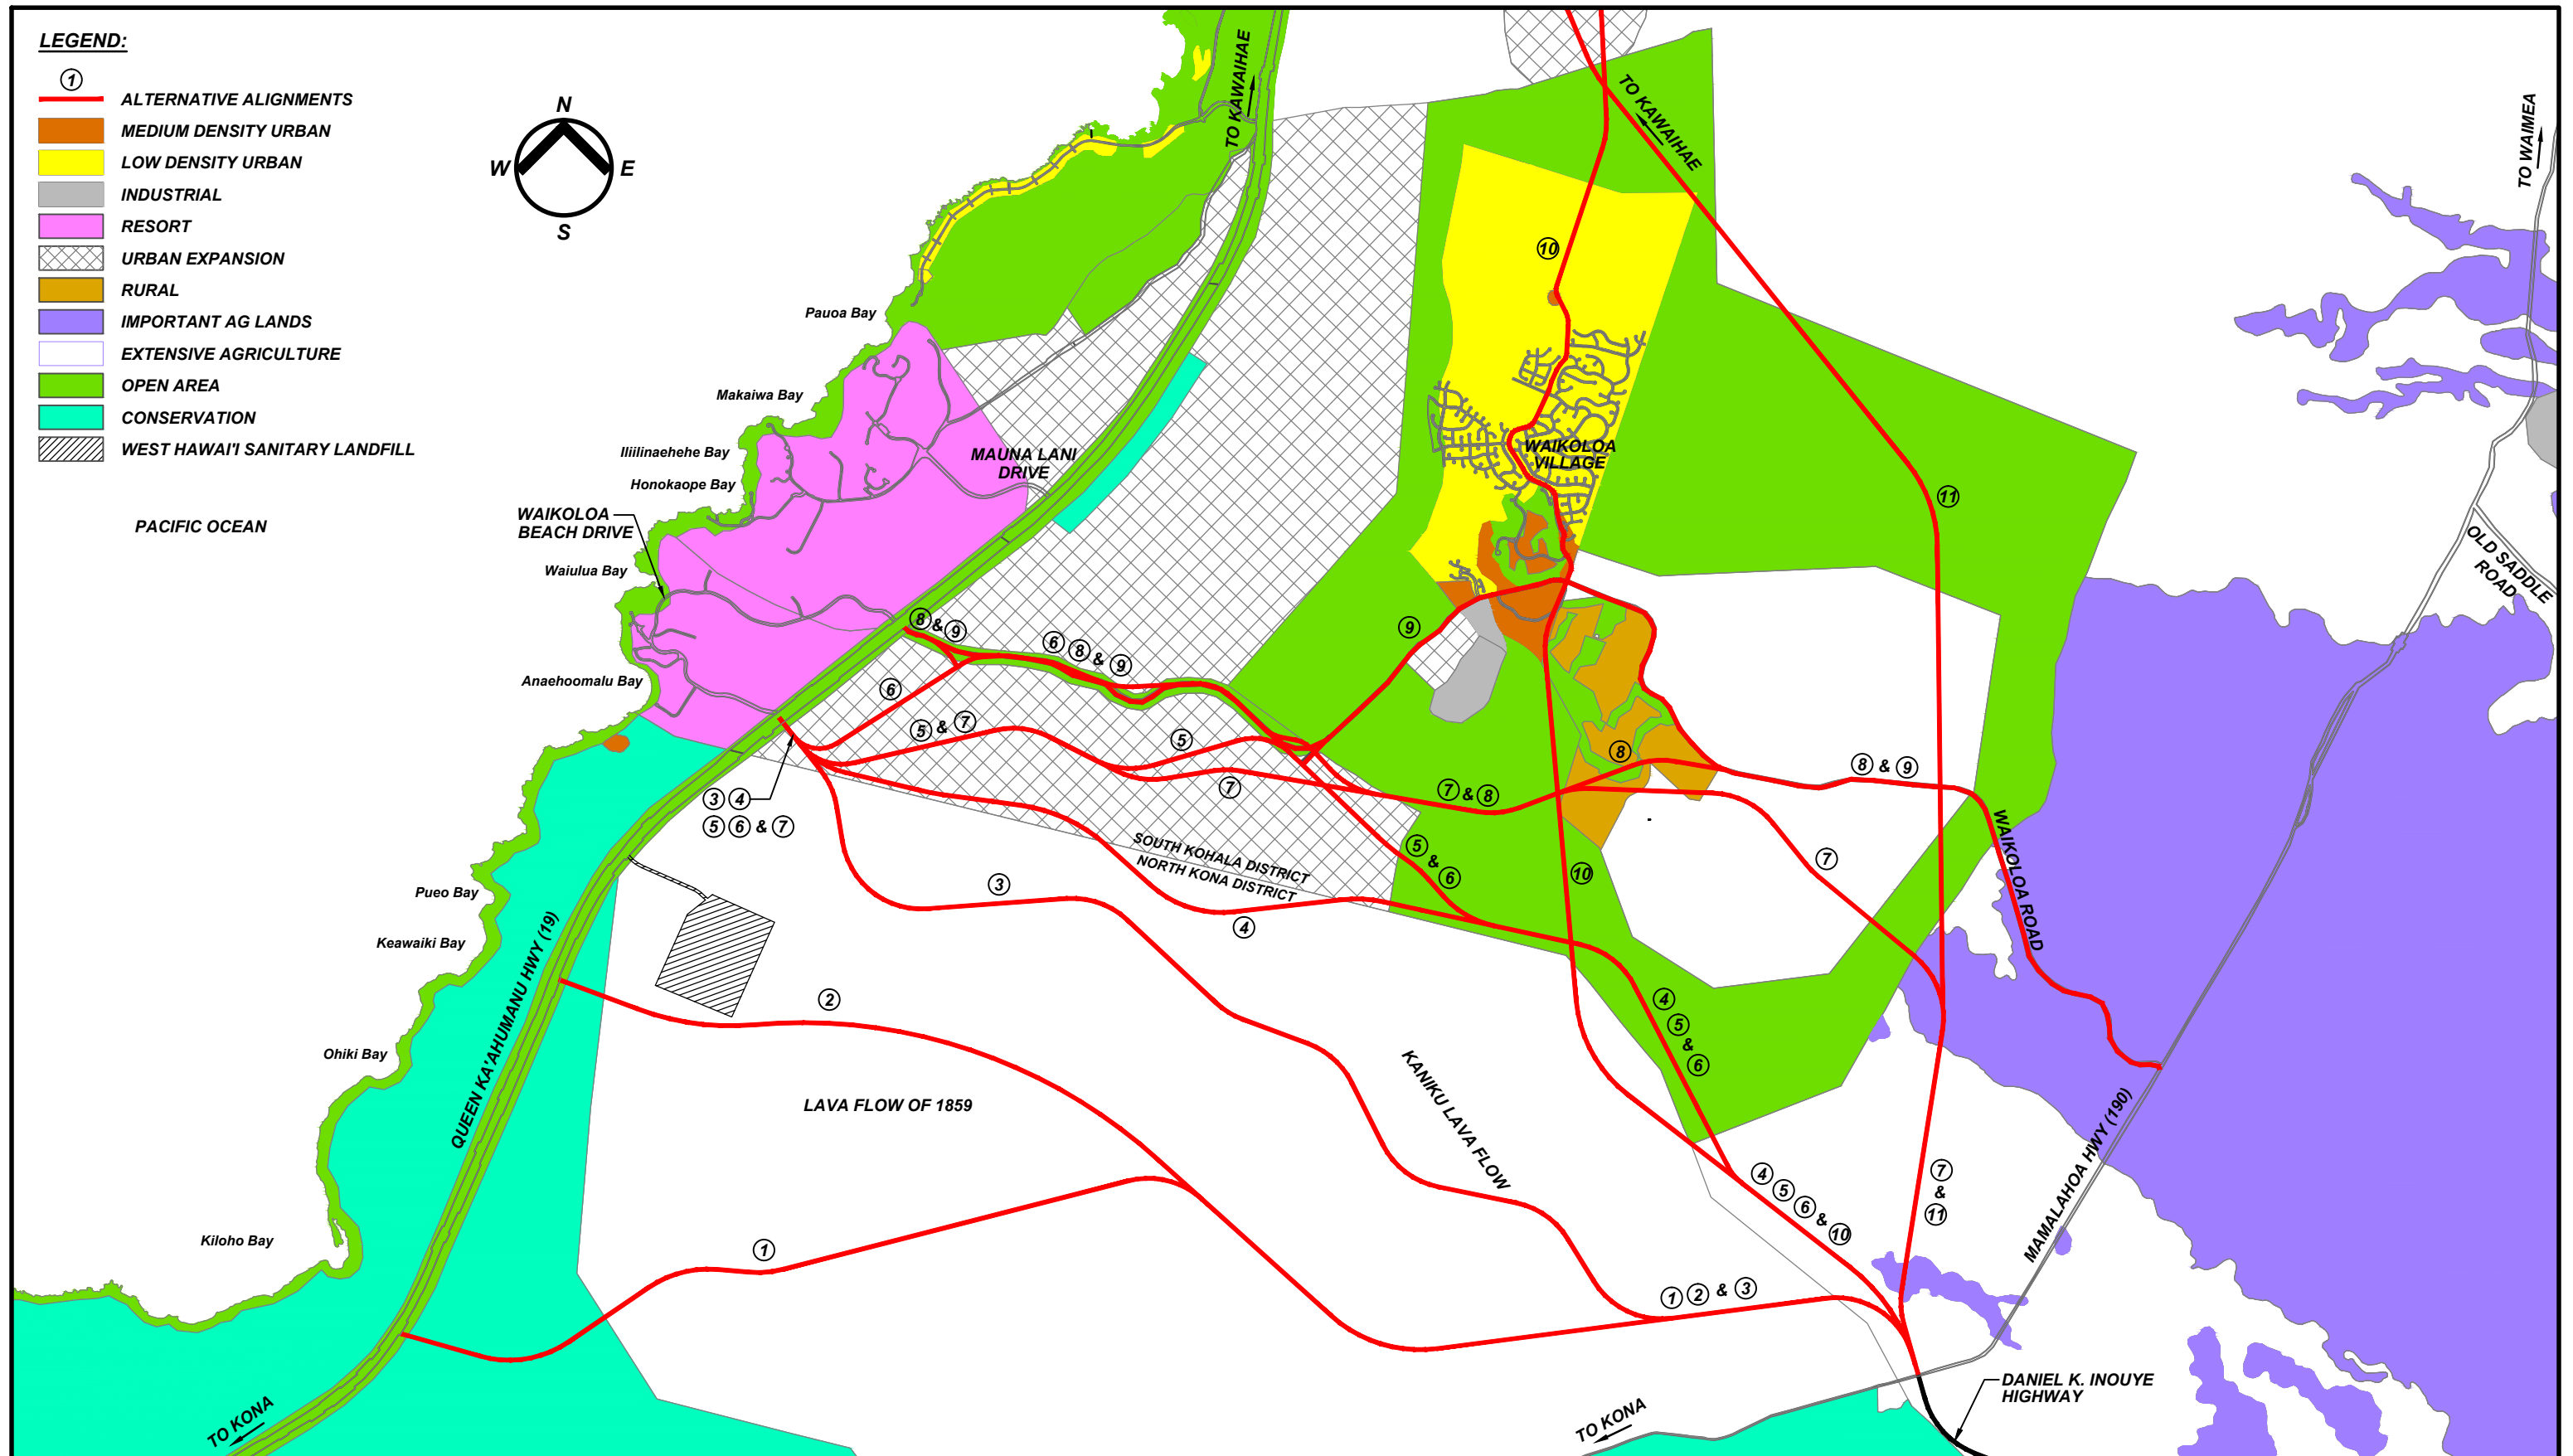 LEGEND:
1
ALTERNATIVE ALIGNMENTS
MEDIUM DENSITY URBAN
LOW DENSITY URBAN
INDUSTRIAL
RESORT
URBAN EXPANSION
RURAL
IMPORTANT AG LANDS
EXTENSIVE AGRICULTURE
OPEN AREA
CONSERVATION
WEST HAWAI'I SANITARY LANDFILL
PACIFIC OCEAN
N
W
E
S
TO KAWAIHAE
TO KAWAIHAE
TO WAIMEA
Pauoa Bay
Makaiwa Bay
Iliilinaehehe Bay
Honokaope Bay
WAIKOLOA
BEACH DRIVE
Waiulua Bay
Anaehoomalu Bay
Pueo Bay
Keawaiki Bay
Ohiki Bay
Kiloho Bay
MAUNA LANI
DRIVE
WAIKOLOA
VILLAGE
OLD SADDLE
ROAD
10
11
9
8 & 9
6 8 & 9
6
5 & 7
5
7
7 & 8
8
8 & 9
3 4
5 6 & 7
SOUTH KOHALA DISTRICT
NORTH KONA DISTRICT
5
&
6
10
7
WAIKOLOA ROAD
3
4
2
4
5
&
6
QUEEN KA'AHUMANU HWY (19)
LAVA FLOW OF 1859
KANIKU LAVA FLOW
MAMALAHOA HWY (190)
4 5 6 & 10
7
&
11
1
1 2 & 3
TO KONA
TO KONA
DANIEL K. INOUYE
HIGHWAY